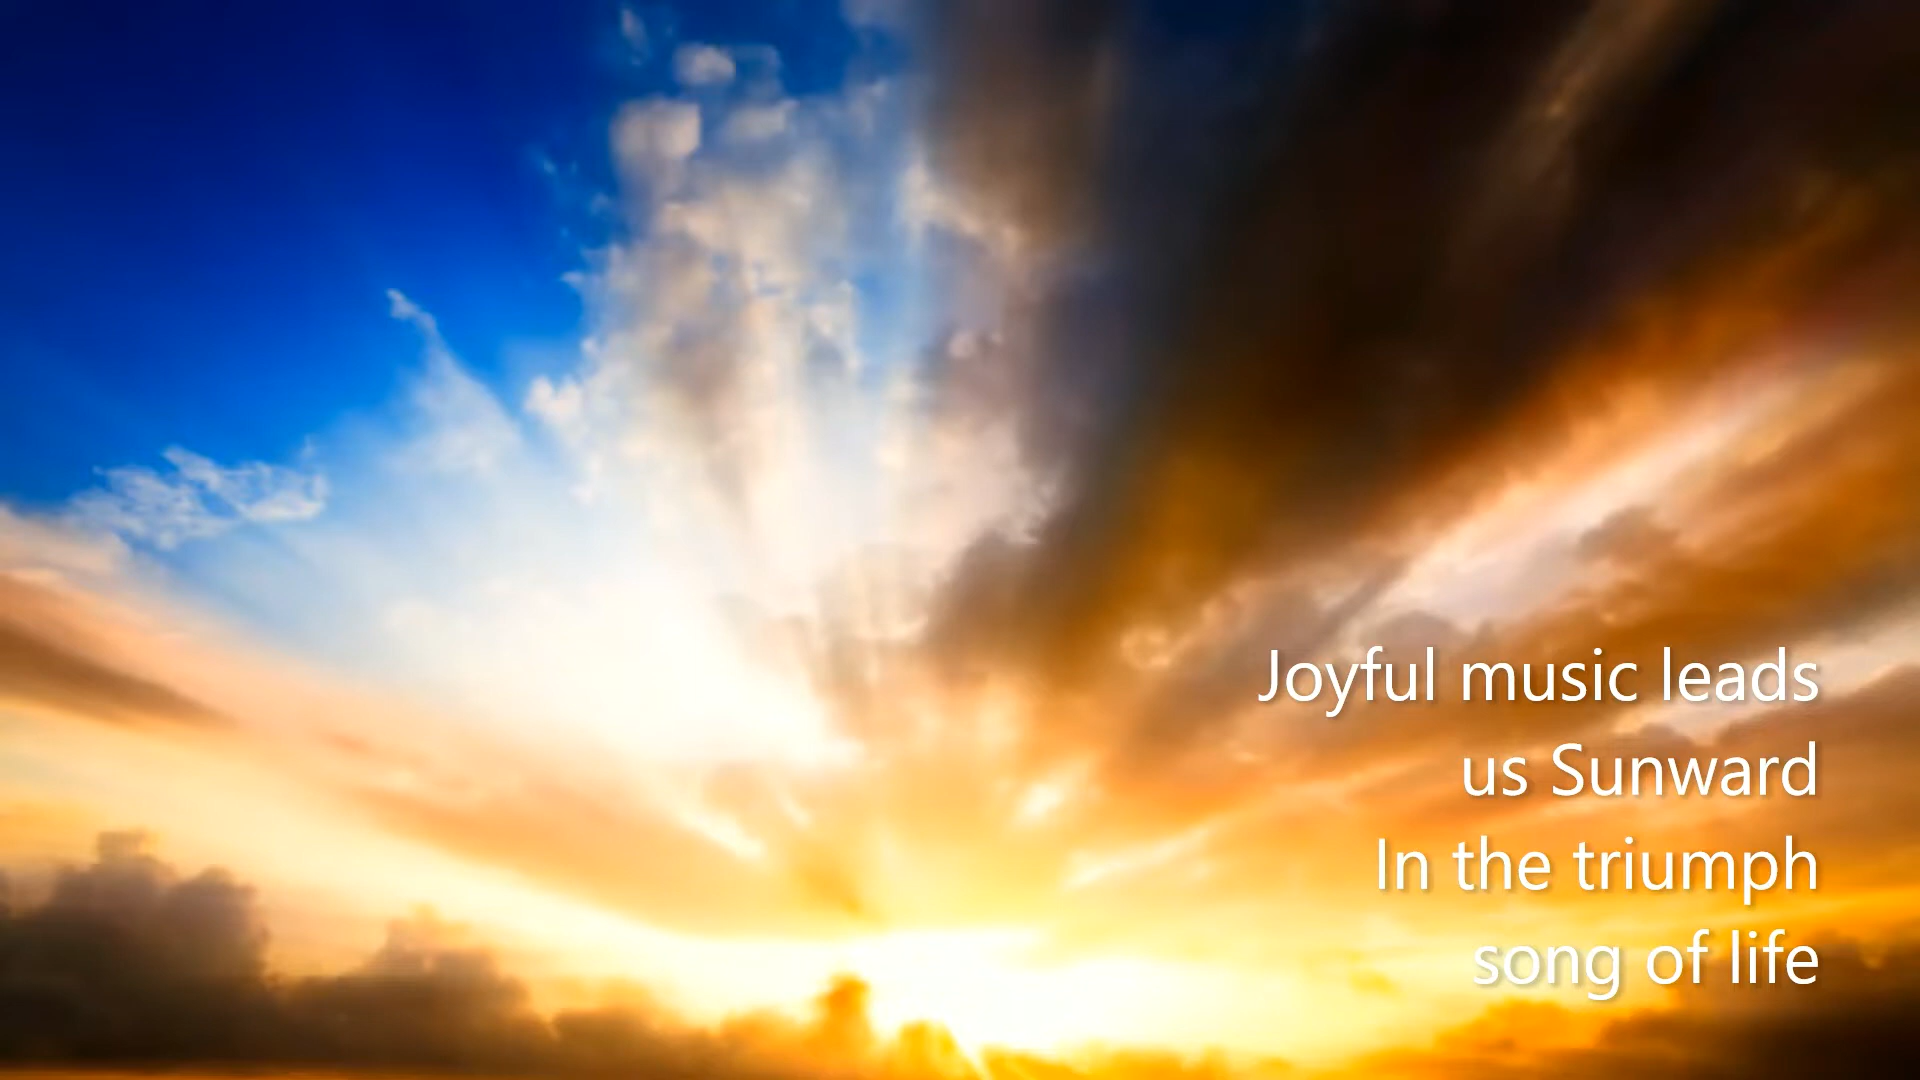 Joyful music leads
us Sunward
In the triumph
song of life